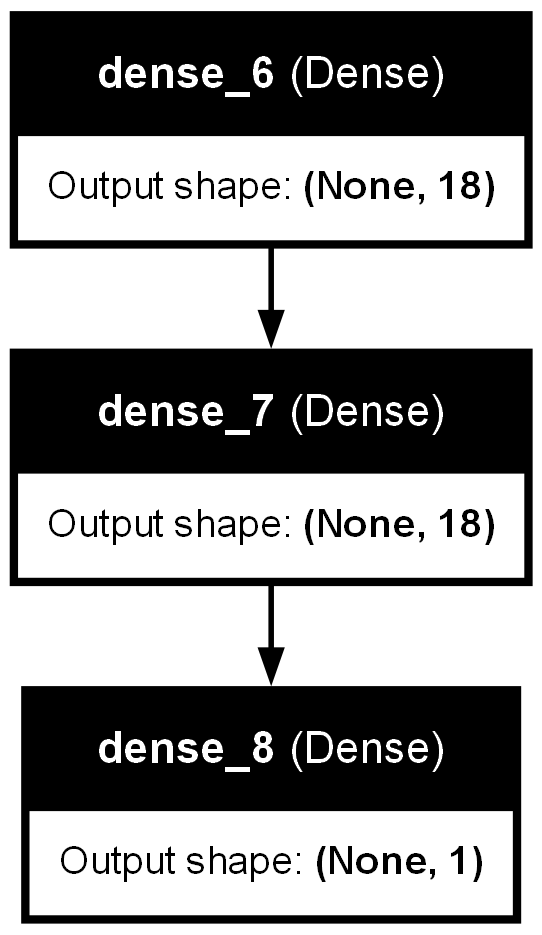 dense_6 (Dense)
Output shape: (None, 18)
dense_7 (Dense)
Output shape: (None, 18)
dense_8 (Dense)
Output shape: (None, 1)